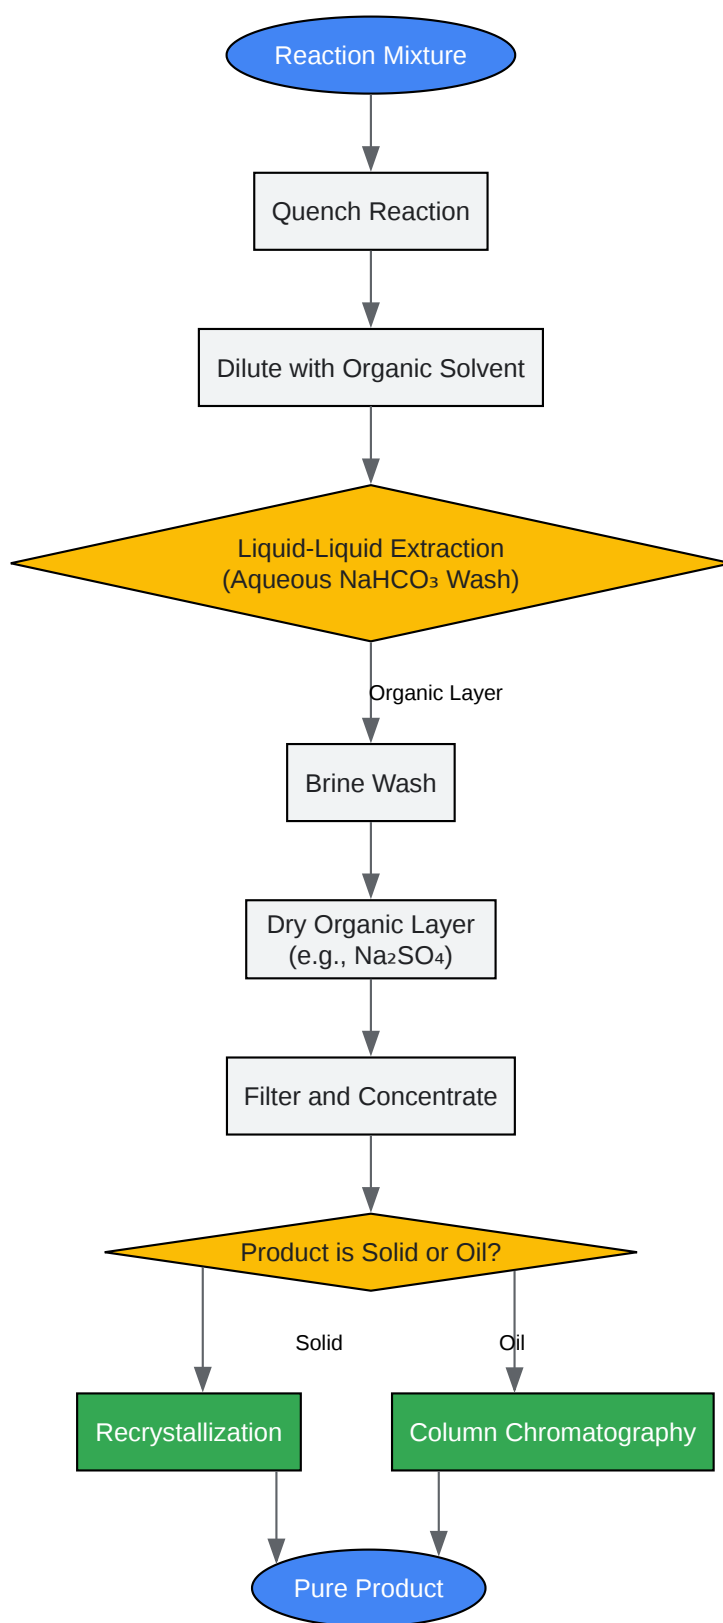 Reaction Mixture
Quench Reaction
Dilute with Organic Solvent
Liquid-Liquid Extraction
(Aqueous NaHCO₃ Wash)
Organic Layer
Brine Wash
Dry Organic Layer
(e.g., Na₂SO₄)
Filter and Concentrate
Product is Solid or Oil?
Solid
Oil
Recrystallization
Column Chromatography
Pure Product